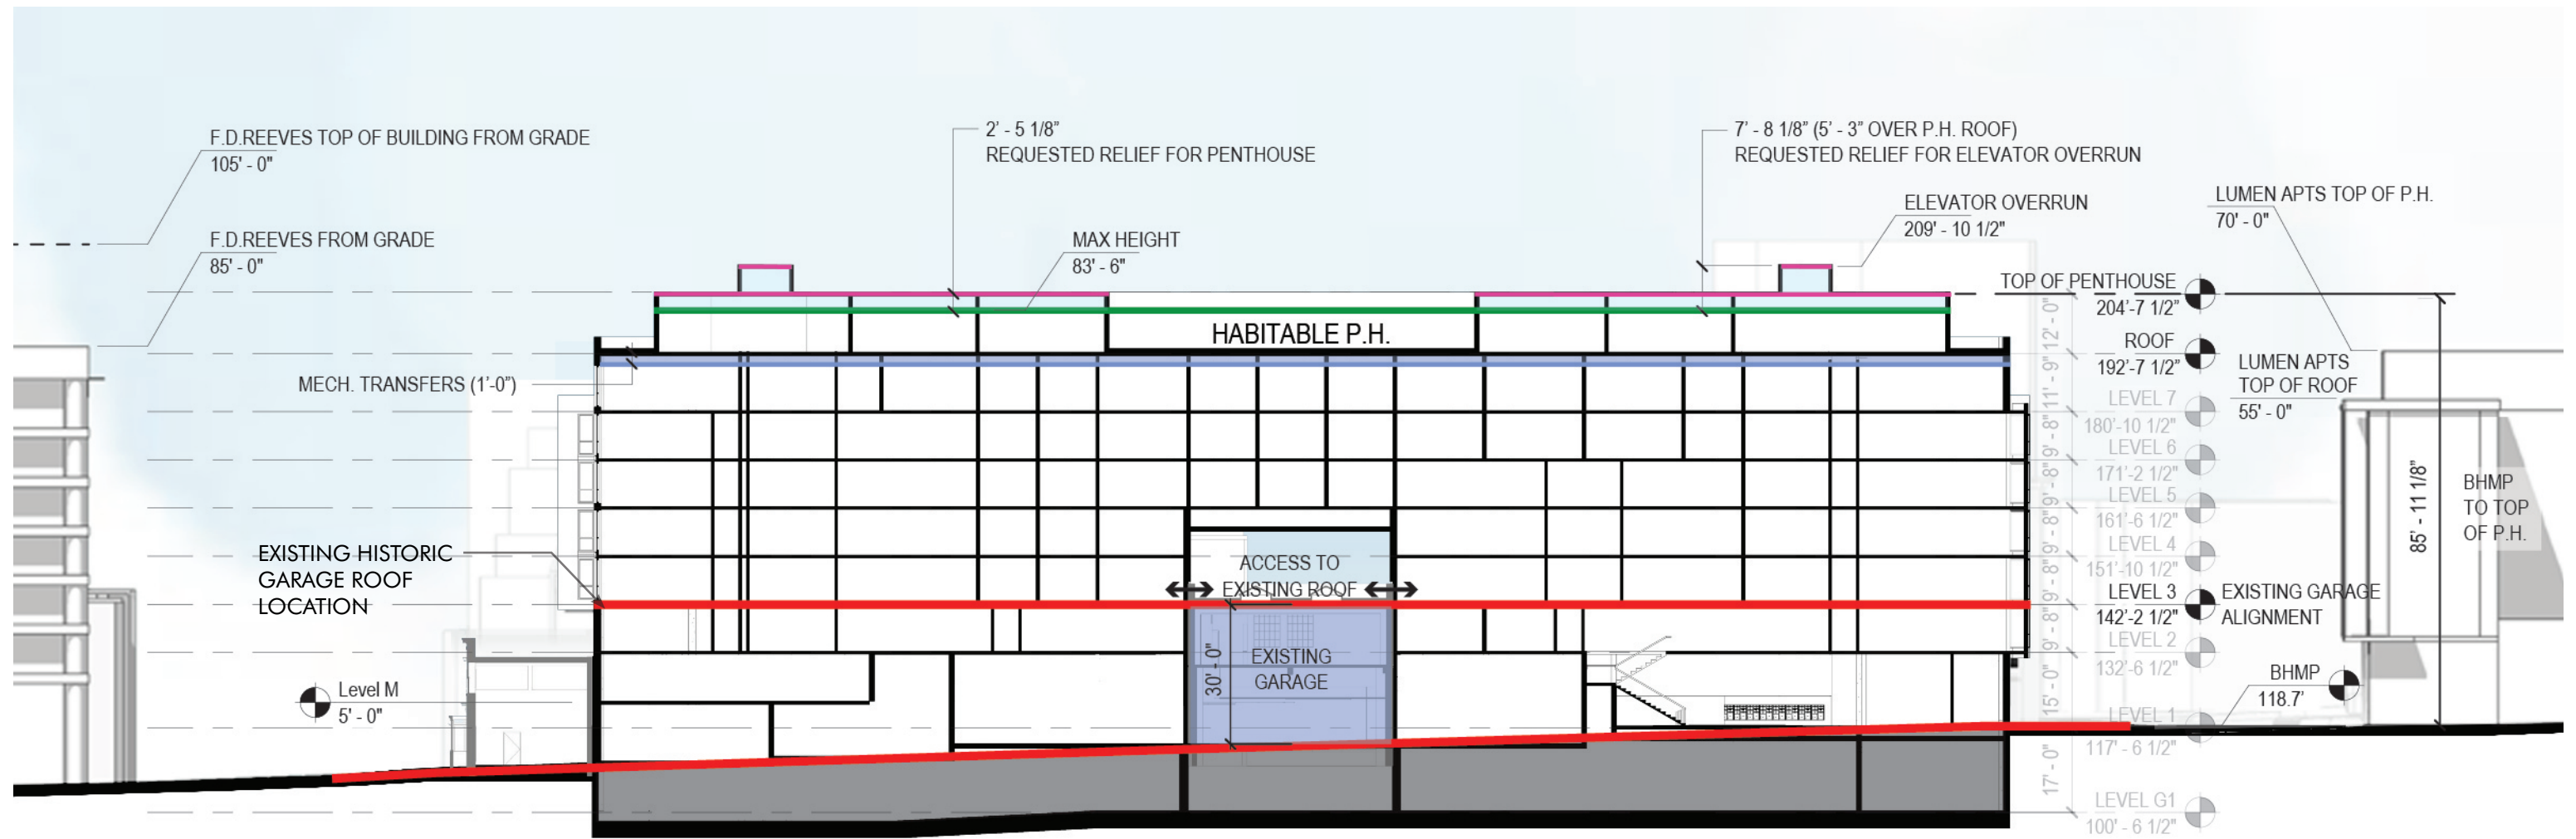 F.D.REEVES TOP OF BUILDING FROM GRADE
105' - 0"
F.D.REEVES FROM GRADE
85' - 0"
2' - 5 1/8"
REQUESTED RELIEF FOR PENTHOUSE
MAX HEIGHT
83' - 6"
7' - 8 1/8" (5' - 3" OVER P.H. ROOF)
REQUESTED RELIEF FOR ELEVATOR OVERRUN
ELEVATOR OVERRUN
209' - 10 1/2"
LUMEN APTS TOP OF P.H.
70' - 0"
TOP OF PENTHOUSE
204'-7 1/2"
12' - 0"
HABITABLE P.H.
ROOF
192'-7 1/2"
LUMEN APTS
TOP OF ROOF
55' - 0"
MECH. TRANSFERS (1'-0")
11' - 9"
LEVEL 7
180'-10 1/2"
9' - 8"
LEVEL 6
171'-2 1/2"
9' - 8"
LEVEL 5
161'-6 1/2"
9' - 8"
LEVEL 4
151'-10 1/2"
9' - 8"
85' - 11 1/8"
BHMP
TO TOP
OF P.H.
EXISTING HISTORIC
GARAGE ROOF
LOCATION
ACCESS TO
EXISTING ROOF
LEVEL 3
142'-2 1/2"
EXISTING GARAGE
ALIGNMENT
9' - 8"
LEVEL 2
132'-6 1/2"
30' - 0"
EXISTING
GARAGE
Level M
5' - 0"
BHMP
118.7'
15' - 0"
LEVEL 1
117'- 6 1/2"
17' - 0"
LEVEL G1
100' - 6 1/2"